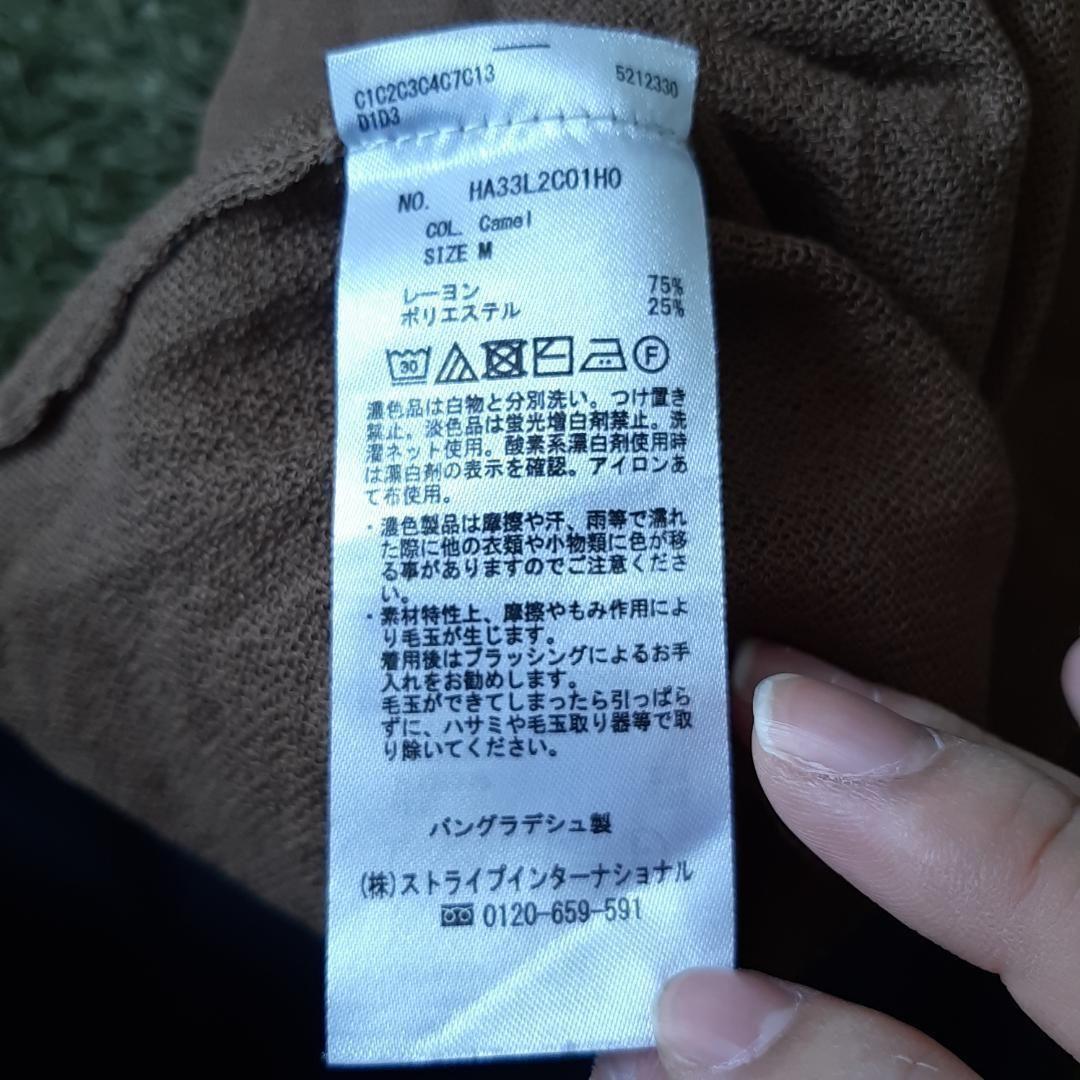 C1C2C3C4C7C13 5212330
D1D3
NO. HA33L2C01H0
COL. Camel
SIZE M
レーヨン 75%
ポリエステル 25%
30 F
濃色品は白物と分別洗い。つけ置き
禁止。淡色品は蛍光増白剤禁止。洗
濯ネット使用。酸素系漂白剤使用時
は漂白剤の表示を確認。アイロンあ
て布使用。
・濃色製品は摩擦や汗、雨等で濡れ
た際に他の衣類や小物類に色が移
る事がありますのでご注意くださ
い。
・素材特性上、摩擦やもみ作用によ
り毛玉が生じます。
着用後はブラッシングによるお手
入れをお勧めします。
毛玉ができてしまったら引っぱら
ずに、ハサミや毛玉取り器等で取
り除いてください。
バングラデシュ製
(株)ストライプインターナショナル
0120-659-591